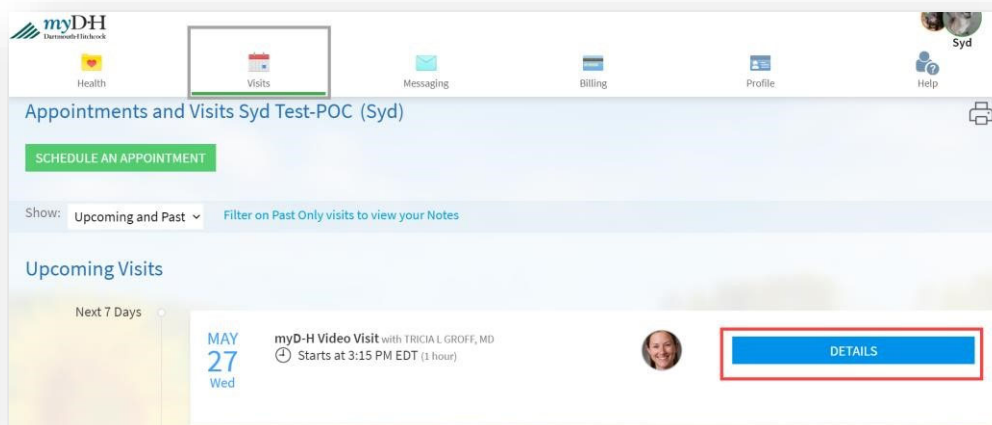 myD-H
Dartmouth-Hitchcock
Syd
Health Visits Messaging Billing Profile Help
Appointments and Visits Syd Test-POC (Syd)
SCHEDULE AN APPOINTMENT
Show: Upcoming and Past Filter on Past Only visits to view your Notes
Upcoming Visits
Next 7 Days
MAY
27
Wed
myD-H Video Visit with TRICIA L GROFF, MD
Starts at 3:15 PM EDT (1 hour)
DETAILS